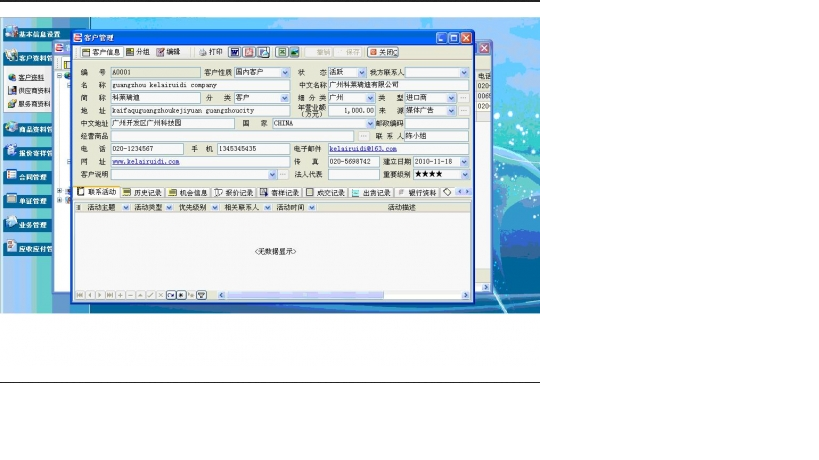 基本信息设置
客户管理
客户资料管
客户信息 分组 编辑 打印 复制 保存 关闭C
客户资料
供应商资料
服务商资料
商品资料管
报价寄样管
合同管理
单证管理
业务管理
应收应付管
编 号 A0001 客户性质 国内客户 状 态 活跃 我方联系人
名 称 guangzhou kelairuidi company 中文名称 广州科莱瑞迪有限公司
简 称 科莱瑞迪 分 类 客户 细 分 类 广州 类 型 进口商
地 址 kaifaquguangzhoukejiyuan guangzhoucity 年营业额(万元) 1,000.00 来 源 媒体广告
中文地址 广州开发区广州科技园 国 家 CHINA 邮政编码
经营商品 联 系 人 陈小姐
电 话 020-1234567 手 机 1345345435 电子邮件 kelairuidi@163.com
网 址 www.kelairuidi.com 传 真 020-5698742 建立日期 2010-11-18
客户说明 法人代表 重要级别 ★★★★
联系活动 历史记录 机会信息 报价记录 寄样记录 成交记录 出货记录 银行资料
活动主题 活动类型 优先级别 相关联系人 活动时间 活动描述
<无数据显示>
电话
020-
0065
020-